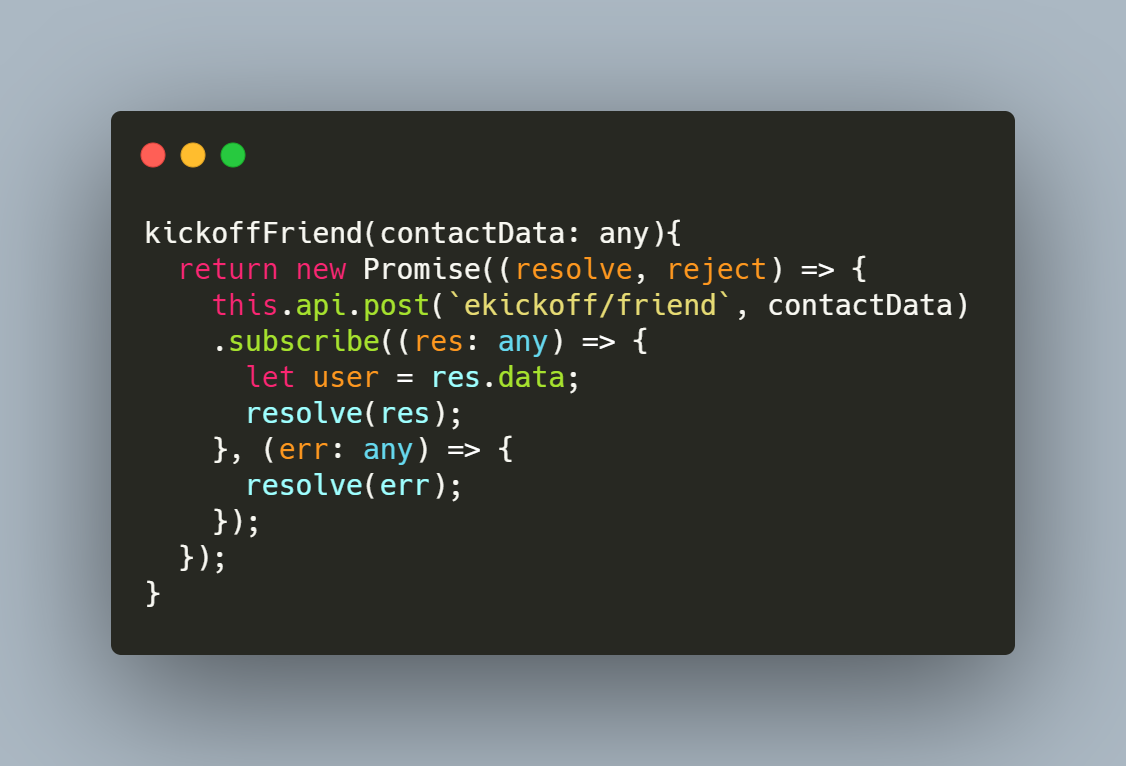 kickoffFriend(contactData: any){
  return new Promise((resolve, reject) => {
    this.api.post(`ekickoff/friend`, contactData)
    .subscribe((res: any) => {
      let user = res.data;
      resolve(res);
    }, (err: any) => {
      resolve(err);
    });
  });
}